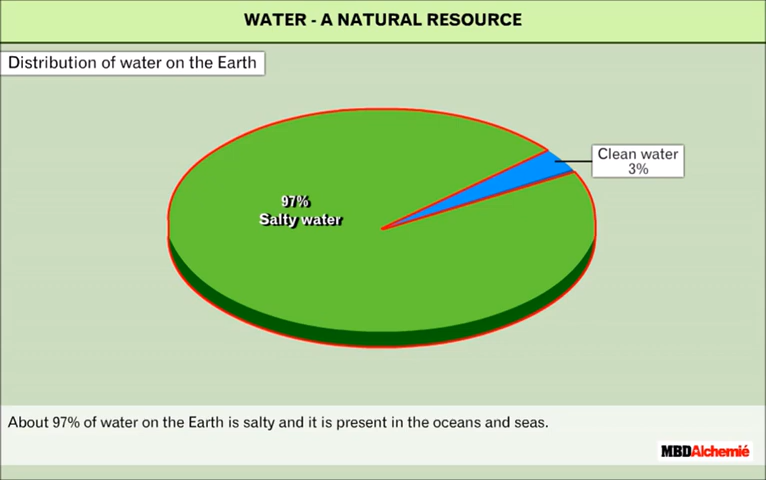 WATER - A NATURAL RESOURCE
Distribution of water on the Earth
Clean water
3%
97%
Salty water
About 97% of water on the Earth is salty and it is present in the oceans and seas.
MBDAlchemié